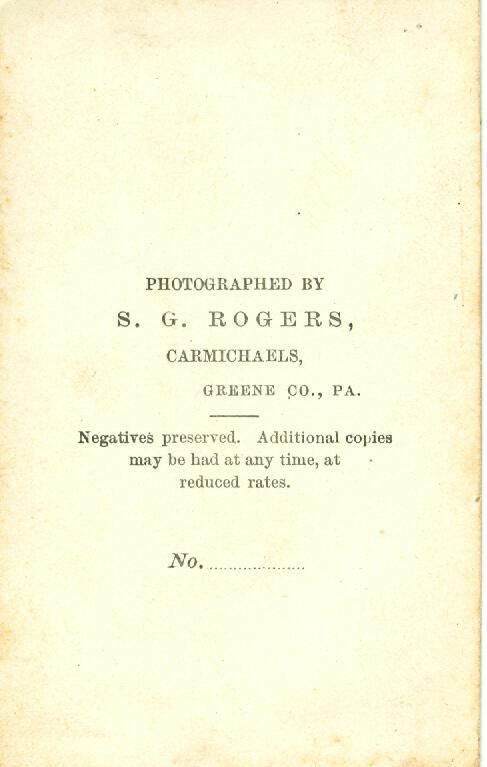 PHOTOGRAPHED BY
S. G. ROGERS,
CARMICHAELS,
GREENE CO., PA.
Negatives preserved. Additional copies
may be had at any time, at
reduced rates.
No. ....................